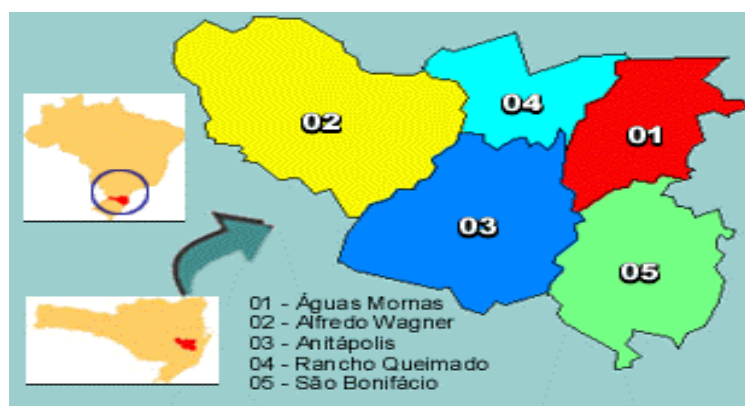 04
02
01
03
05
01 - Águas Mornas
02 - Alfredo Wagner
03 - Anitápolis
04 - Rancho Queimado
05 - São Bonifácio